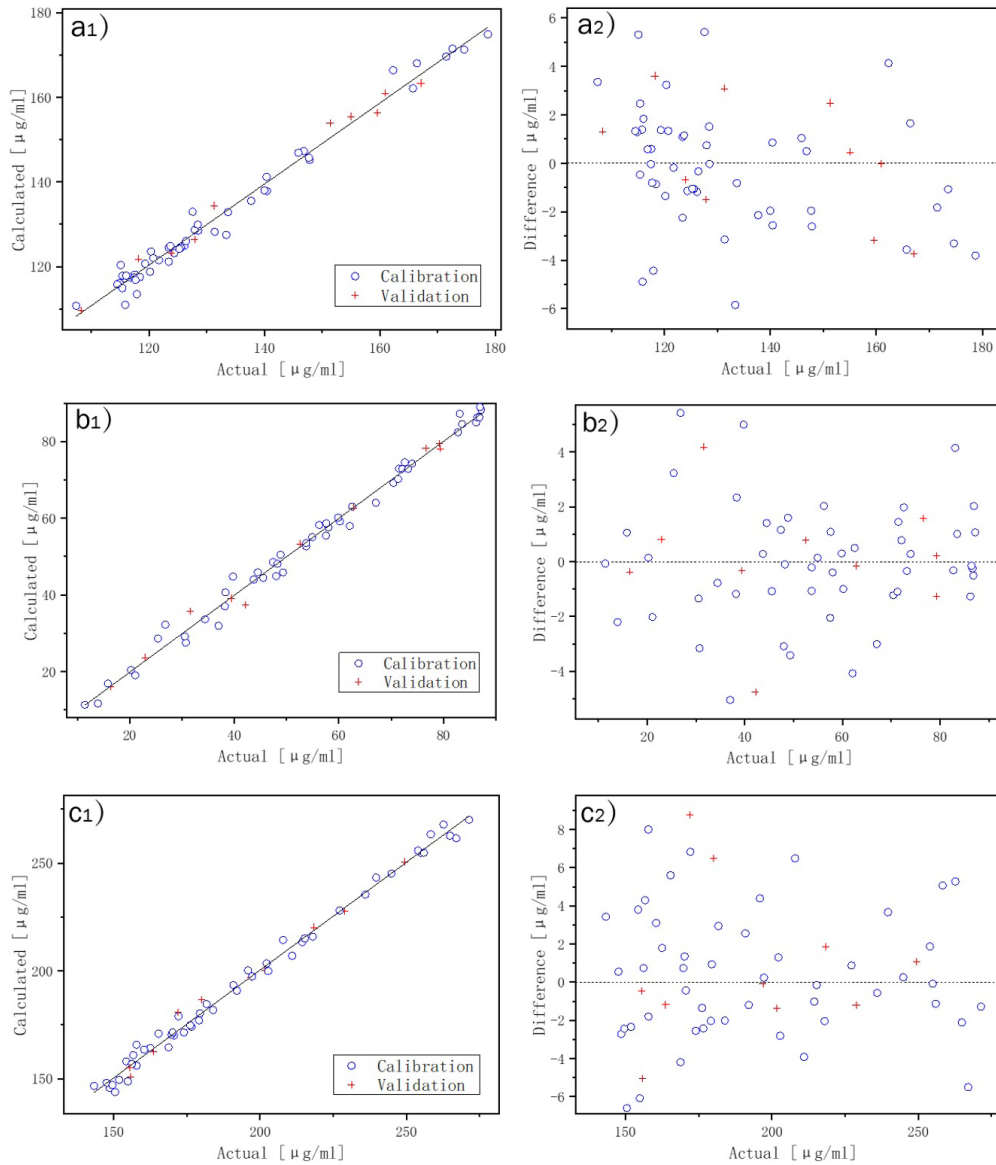 a1)
180
160
140
120
Calculated [μg/ml]
Calibration
Validation
120
140
160
180
Actual [μg/ml]
a2)
6
4
2
0
-2
-4
-6
Difference [μg/ml]
120
140
160
180
Actual [μg/ml]
b1)
80
60
40
20
Calculated [μg/ml]
Calibration
Validation
20
40
60
80
Actual [μg/ml]
b2)
4
2
0
-2
-4
Difference [μg/ml]
20
40
60
80
Actual [μg/ml]
c1)
250
200
150
Calculated [μg/ml]
Calibration
Validation
150
200
250
Actual [μg/ml]
c2)
8
6
4
2
0
-2
-4
-6
Difference [μg/ml]
150
200
250
Actual [μg/ml]